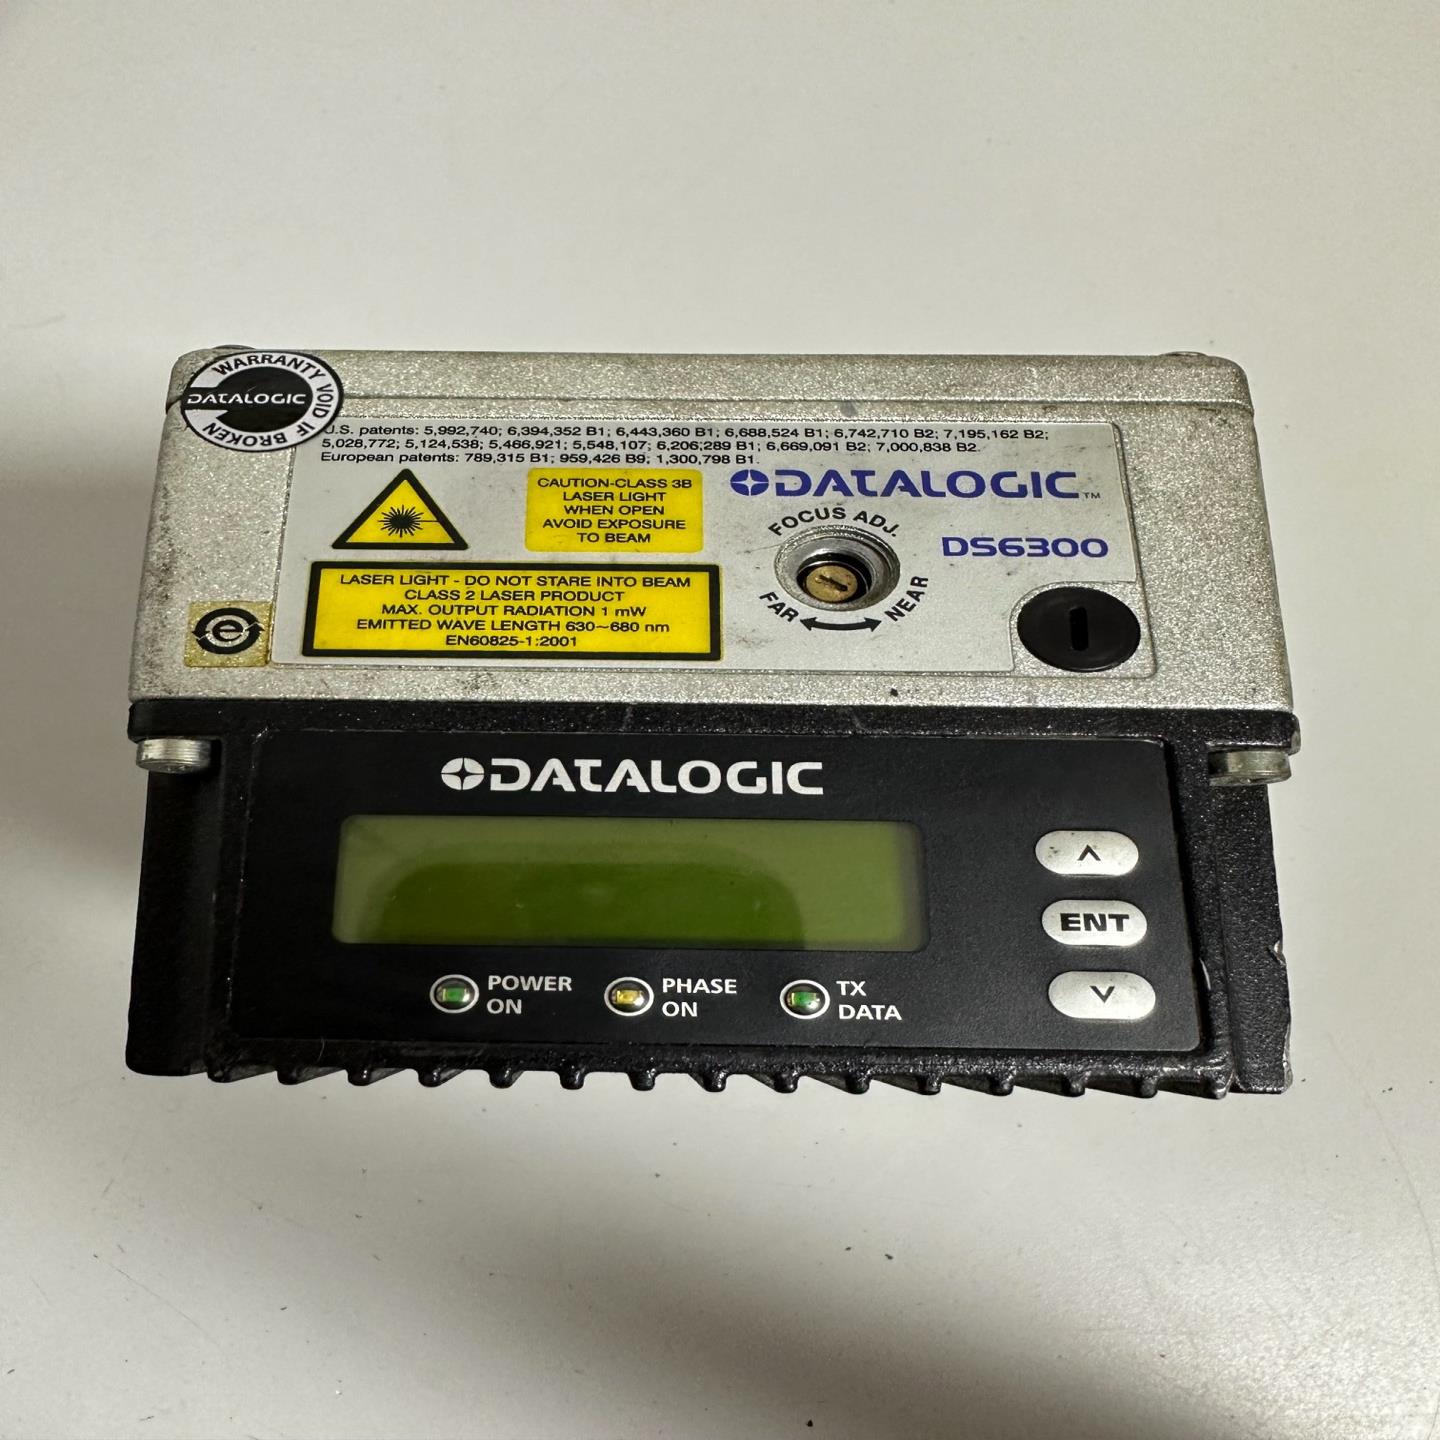 WARRANTY VOID IF BROKEN
DATALOGIC
U.S. patents: 5,992,740; 6,394,352 B1; 6,443,360 B1; 6,688,524 B1; 6,742,710 B2; 7,195,162 B2;
5,028,772; 5,124,538; 5,466,921; 5,548,107; 6,206,289 B1; 6,669,091 B2; 7,000,838 B2.
European patents: 789,315 B1; 959,426 B9; 1,300,798 B1.
CAUTION-CLASS 3B
LASER LIGHT
WHEN OPEN
AVOID EXPOSURE
TO BEAM
DATALOGIC™
FOCUS ADJ.
DS6300
FAR
NEAR
LASER LIGHT - DO NOT STARE INTO BEAM
CLASS 2 LASER PRODUCT
MAX. OUTPUT RADIATION 1 mW
EMITTED WAVE LENGTH 630~680 nm
EN60825-1:2001
e
DATALOGIC
ENT
POWER
ON
PHASE
ON
TX
DATA